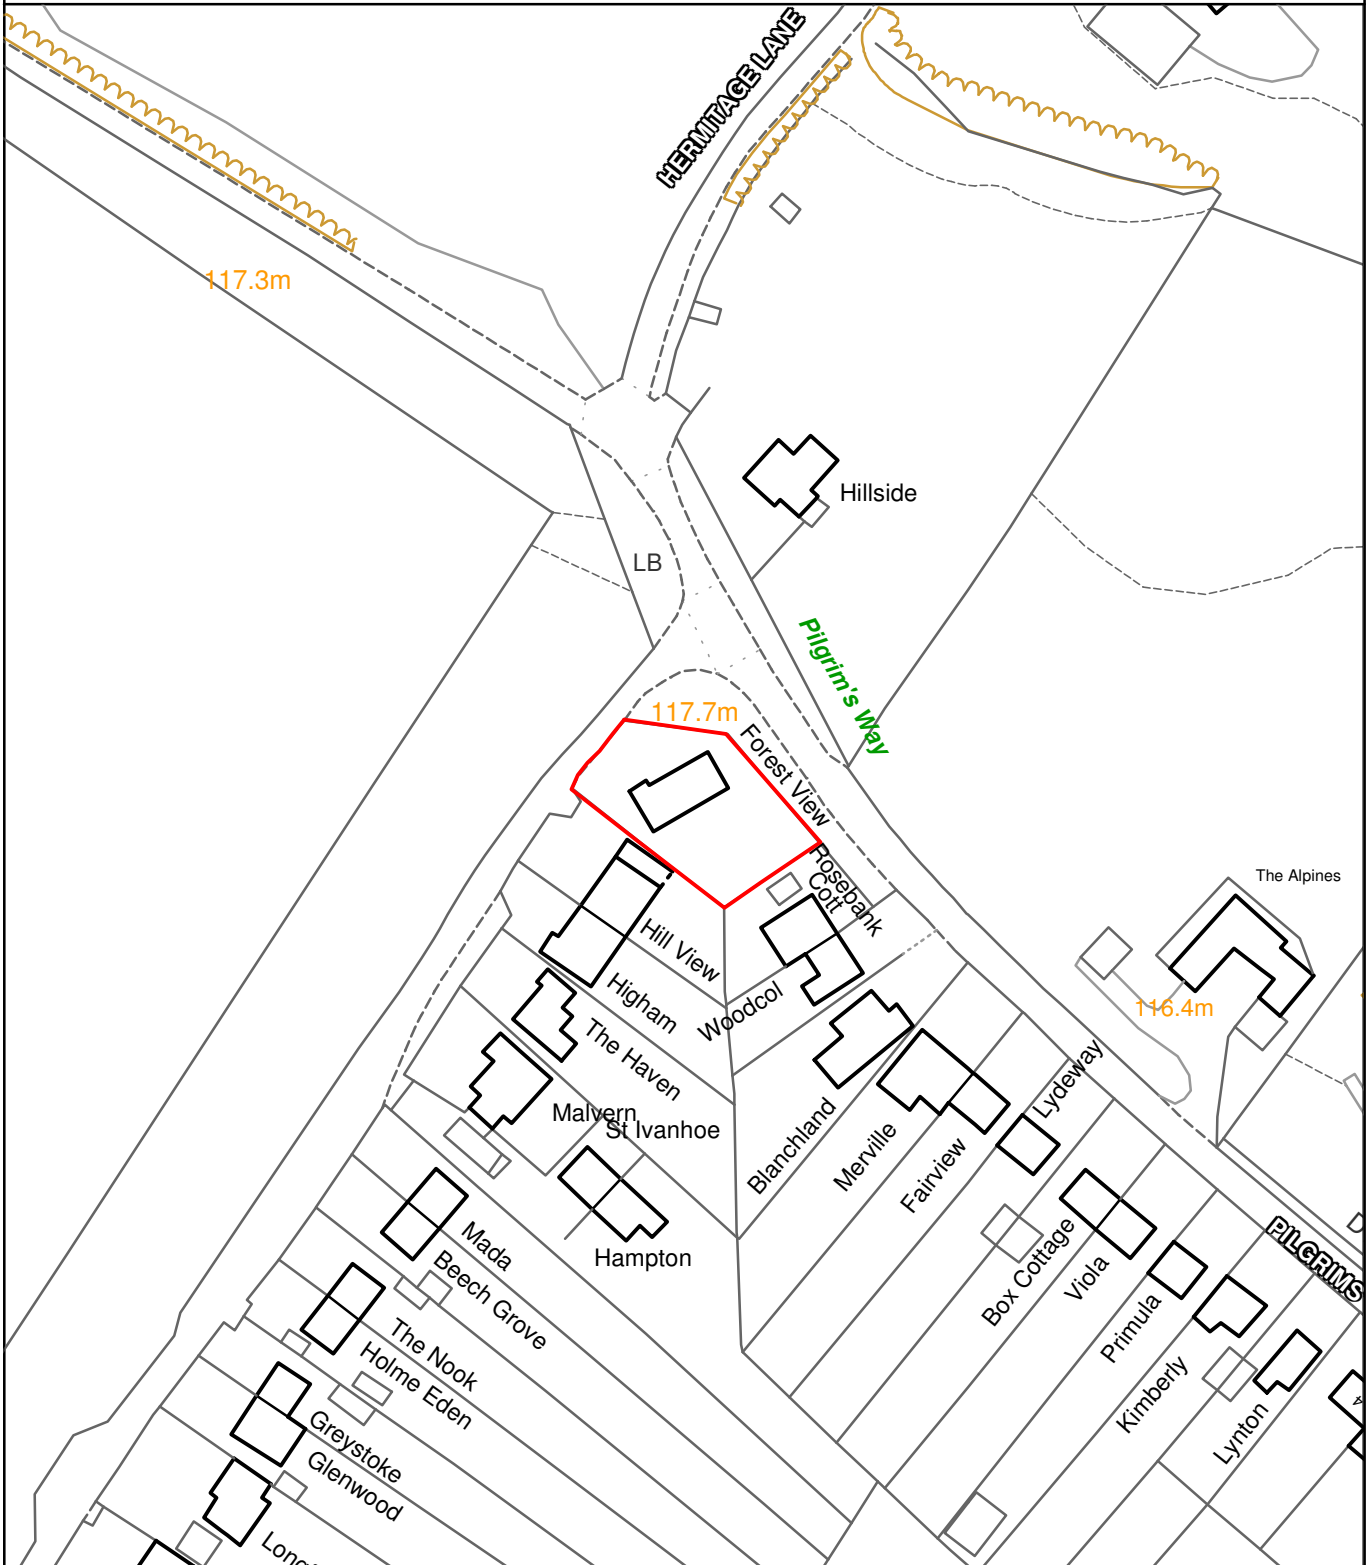 HERMITAGE LANE
117.3m
Hillside
LB
Pilgrim's Way
117.7m
Forest View
Rosebank
Cott
The Alpines
Hill View
Woodcol
Higham
116.4m
The Haven
Lydeway
Malvern
St Ivanhoe
Blanchland
Merville
Fairview
Hampton
Mada
Beech Grove
Box Cottage
Viola
PILGRIMS
Primula
The Nook
Holme Eden
Kimberly
Greystoke
Glenwood
Lynton
4